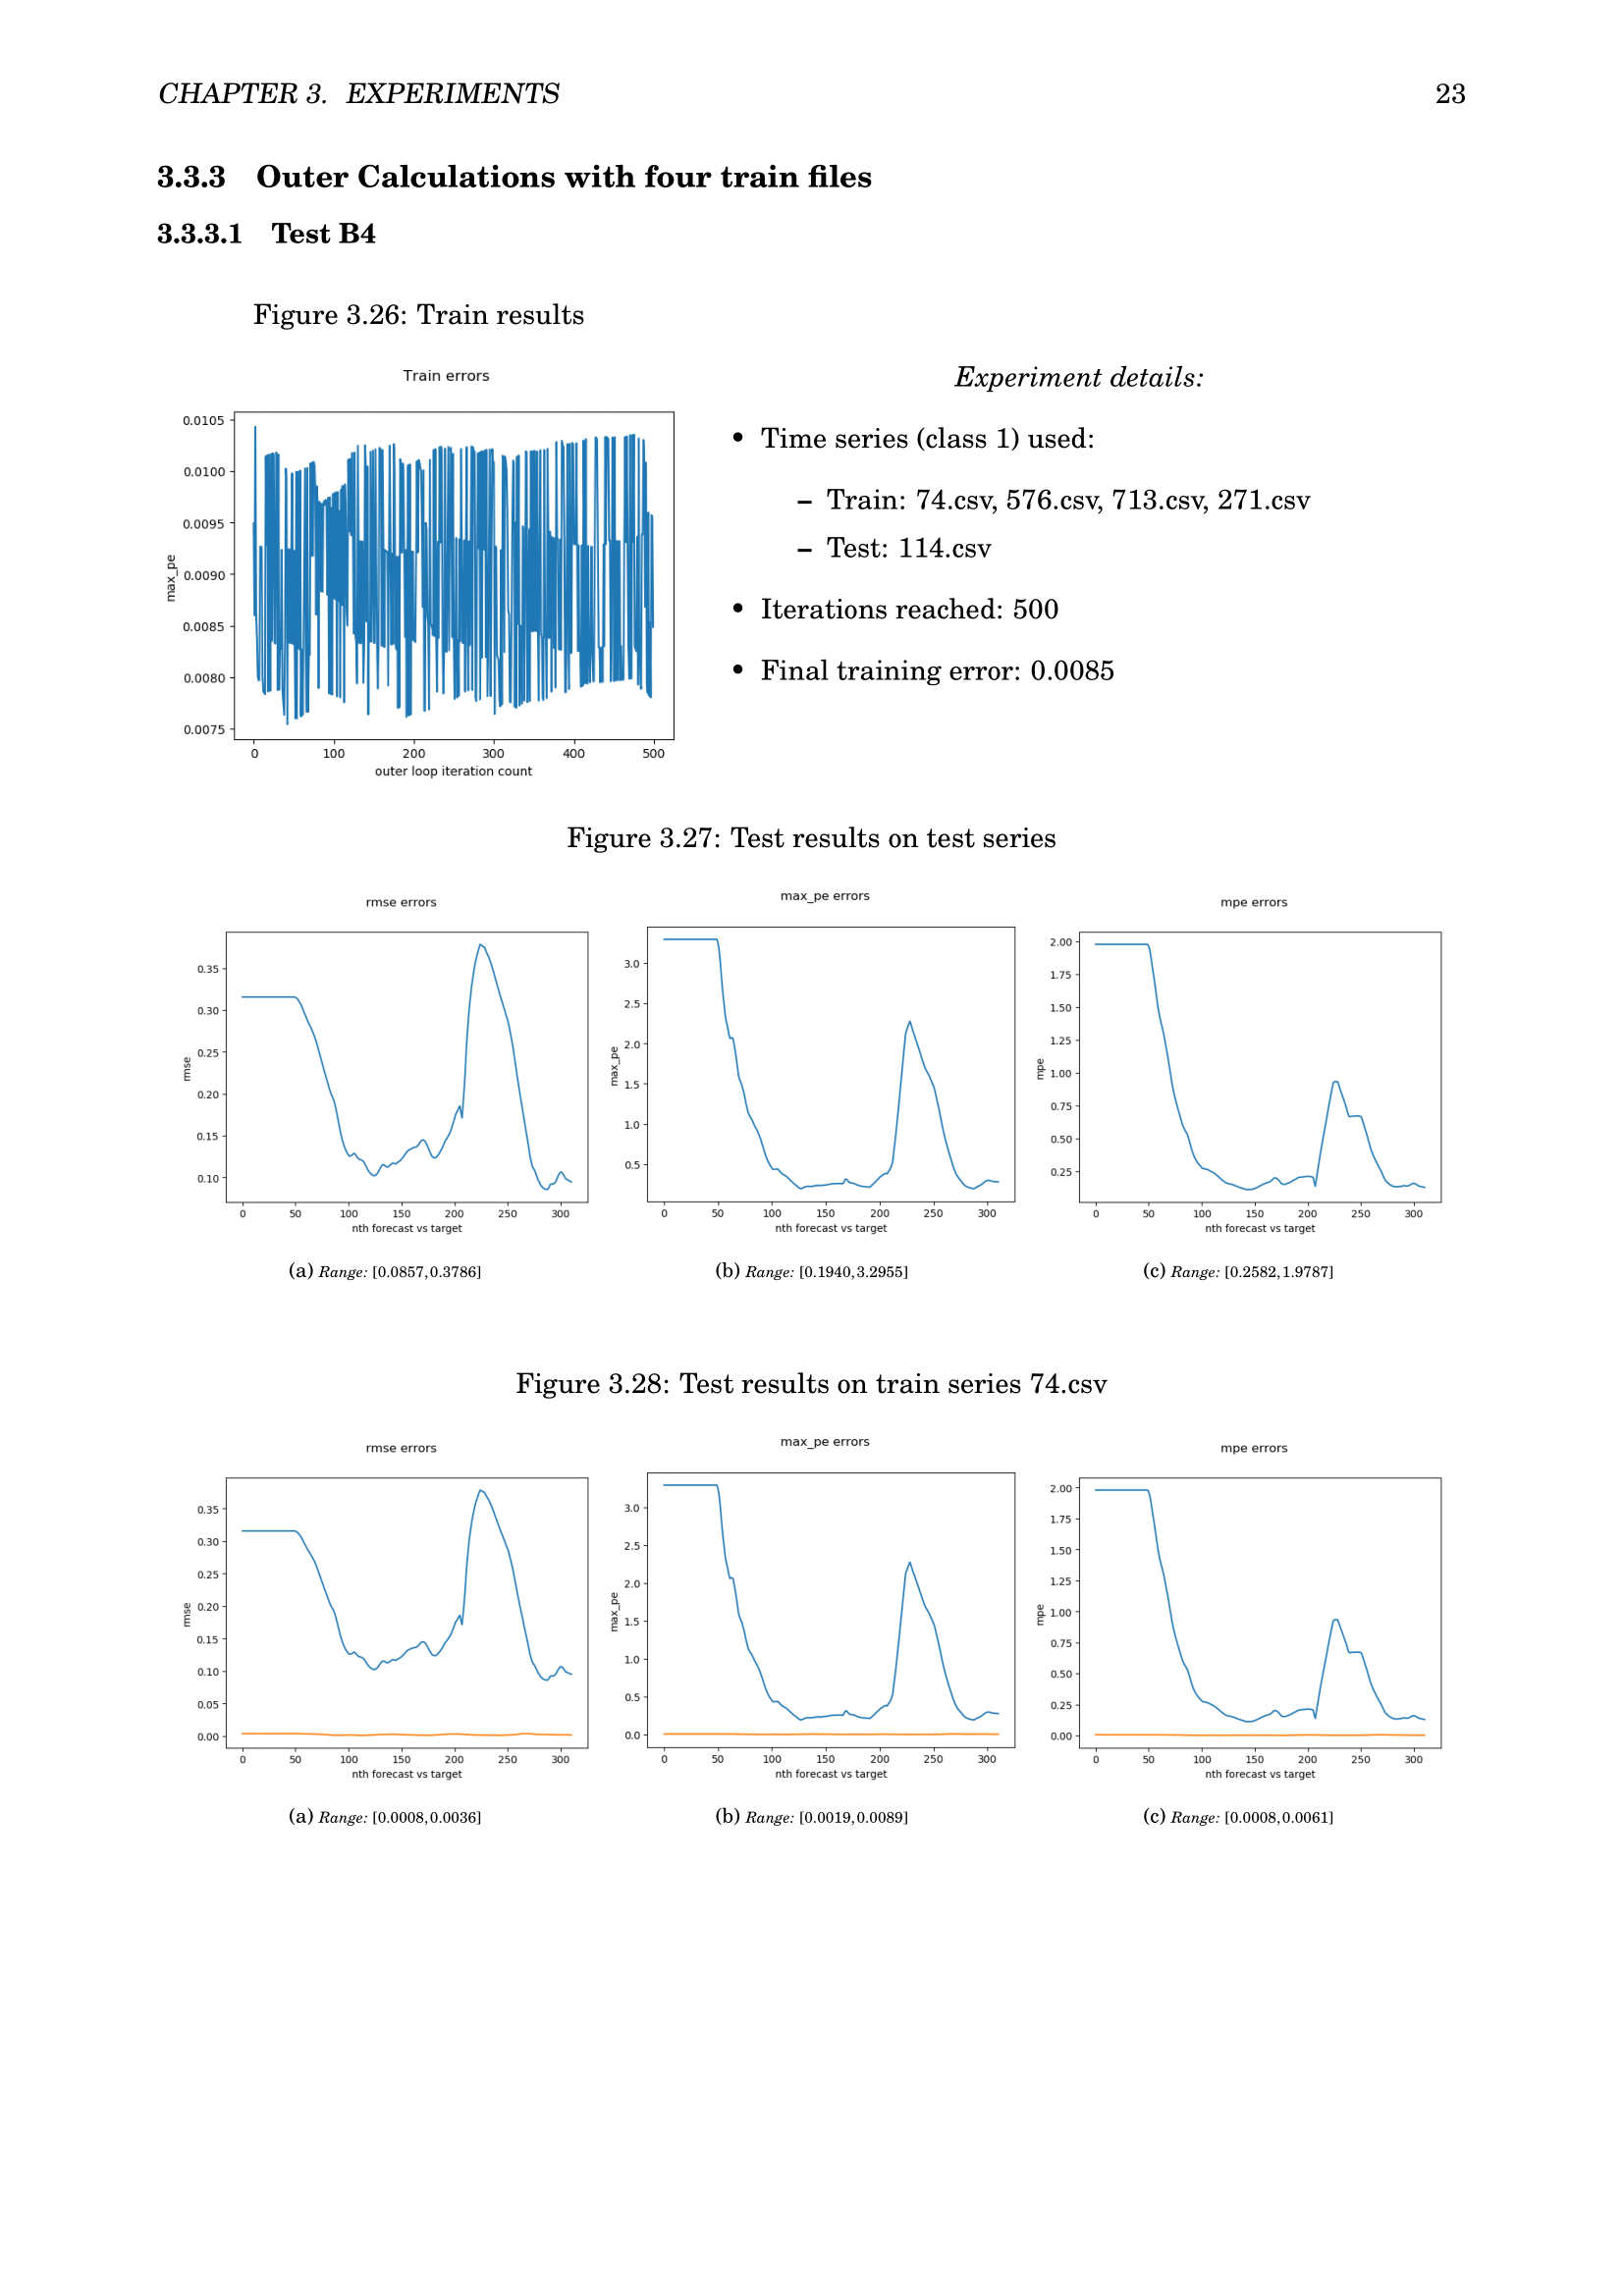 CHAPTER 3. EXPERIMENTS 23
3.3.3 Outer Calculations with four train files
3.3.3.1 Test B4
Figure 3.26: Train results
Train errors
0.0105
0.0100
0.0095
0.0090
0.0085
0.0080
0.0075
max_pe
0 100 200 300 400 500
outer loop iteration count
Experiment details:
• Time series (class 1) used:
– Train: 74.csv, 576.csv, 713.csv, 271.csv
– Test: 114.csv
• Iterations reached: 500
• Final training error: 0.0085
Figure 3.27: Test results on test series
rmse errors
0.35
0.30
0.25
0.20
0.15
0.10
rmse
0 50 100 150 200 250 300
nth forecast vs target
(a) Range: [0.0857,0.3786]
max_pe errors
3.0
2.5
2.0
1.5
1.0
0.5
max_pe
0 50 100 150 200 250 300
nth forecast vs target
(b) Range: [0.1940,3.2955]
mpe errors
2.00
1.75
1.50
1.25
1.00
0.75
0.50
0.25
mpe
0 50 100 150 200 250 300
nth forecast vs target
(c) Range: [0.2582,1.9787]
Figure 3.28: Test results on train series 74.csv
rmse errors
0.35
0.30
0.25
0.20
0.15
0.10
0.05
0.00
rmse
0 50 100 150 200 250 300
nth forecast vs target
(a) Range: [0.0008,0.0036]
max_pe errors
3.0
2.5
2.0
1.5
1.0
0.5
0.0
max_pe
0 50 100 150 200 250 300
nth forecast vs target
(b) Range: [0.0019,0.0089]
mpe errors
2.00
1.75
1.50
1.25
1.00
0.75
0.50
0.25
0.00
mpe
0 50 100 150 200 250 300
nth forecast vs target
(c) Range: [0.0008,0.0061]